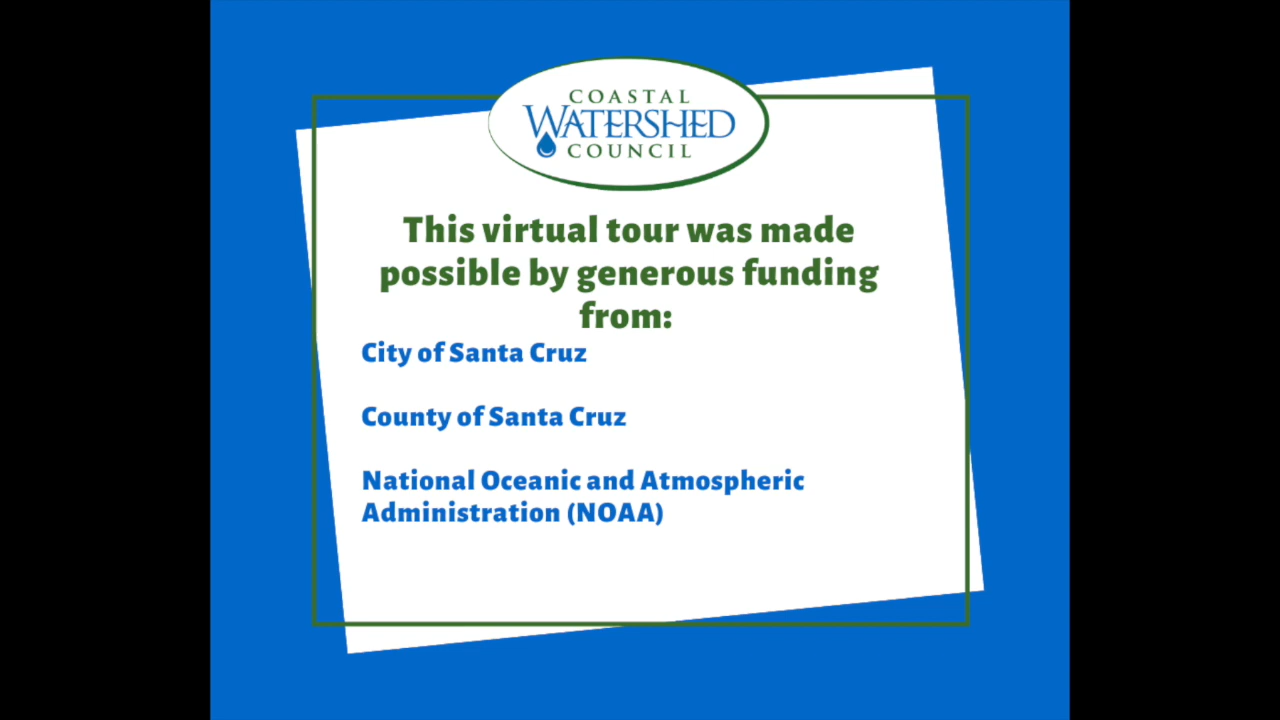 COASTAL
WATERSHED
COUNCIL
This virtual tour was made
possible by generous funding
from:
City of Santa Cruz
County of Santa Cruz
National Oceanic and Atmospheric
Administration (NOAA)